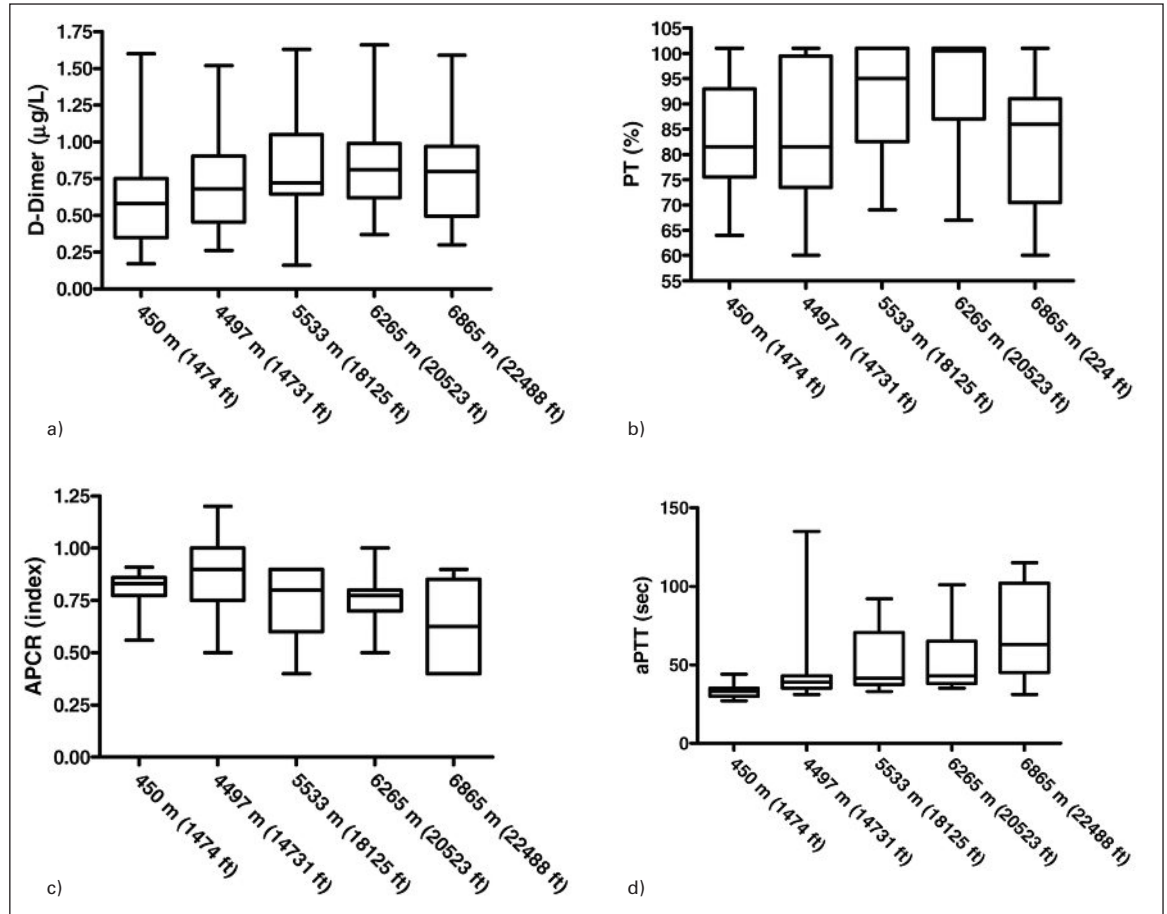 1.75
1.50
1.25
1.00
0.75
0.50
0.25
0.00
D-Dimer (µg/L)
450 m (1474 ft)
4497 m (14731 ft)
5533 m (18125 ft)
6265 m (20523 ft)
6865 m (22488 ft)
a)
105
100
95
90
85
80
75
70
65
60
55
PT (%)
450 m (1474 ft)
4497 m (14731 ft)
5533 m (18125 ft)
6265 m (20523 ft)
6865 m (224 ft)
b)
1.25
1.00
0.75
0.50
0.25
0.00
APCR (index)
450 m (1474 ft)
4497 m (14731 ft)
5533 m (18125 ft)
6265 m (20523 ft)
6865 m (22488 ft)
c)
150
100
50
0
aPTT (sec)
450 m (1474 ft)
4497 m (14731 ft)
5533 m (18125 ft)
6265 m (20523 ft)
6865 m (22488 ft)
d)